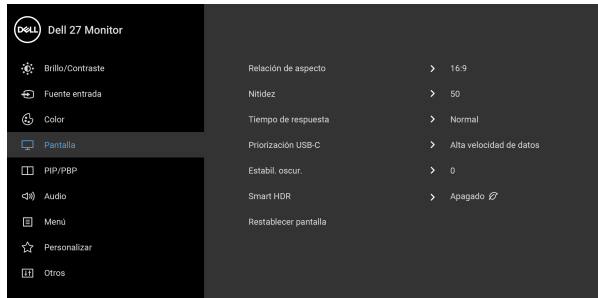 DELL Dell 27 Monitor
Brillo/Contraste
Relación de aspecto 16:9
Fuente entrada
Nitidez 50
Color
Tiempo de respuesta Normal
Pantalla
Priorización USB-C Alta velocidad de datos
PIP/PBP
Estabil. oscur. 0
Audio
Smart HDR Apagado
Menú
Restablecer pantalla
Personalizar
Otros